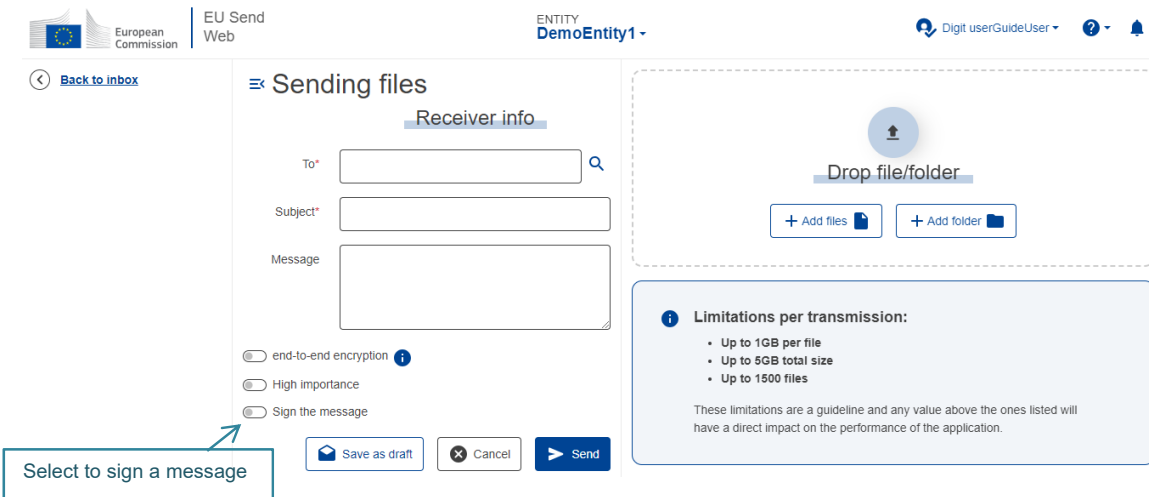 European
Commission
EU Send
Web
ENTITY
DemoEntity1
Digit userGuideUser
?
Back to inbox
Sending files
Receiver info
To*
Subject*
Message
end-to-end encryption i
High importance
Sign the message
Save as draft
Cancel
Send
Select to sign a message
Drop file/folder
+ Add files
+ Add folder
i Limitations per transmission:
• Up to 1GB per file
• Up to 5GB total size
• Up to 1500 files
These limitations are a guideline and any value above the ones listed will
have a direct impact on the performance of the application.